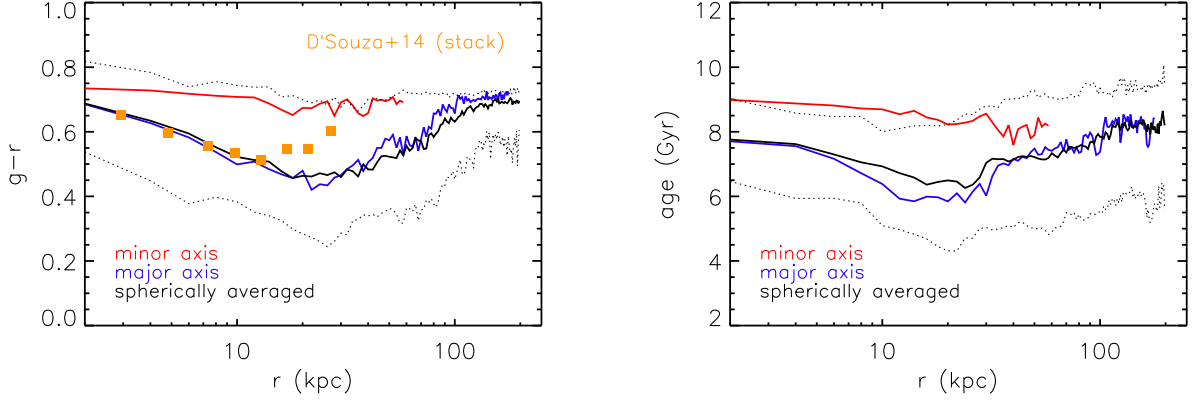 1.0
0.8
0.6
0.4
0.2
0.0
g-r
D'Souza+14 (stack)
minor axis
major axis
spherically averaged
10
100
r (kpc)
12
10
8
6
4
2
age (Gyr)
minor axis
major axis
spherically averaged
10
100
r (kpc)